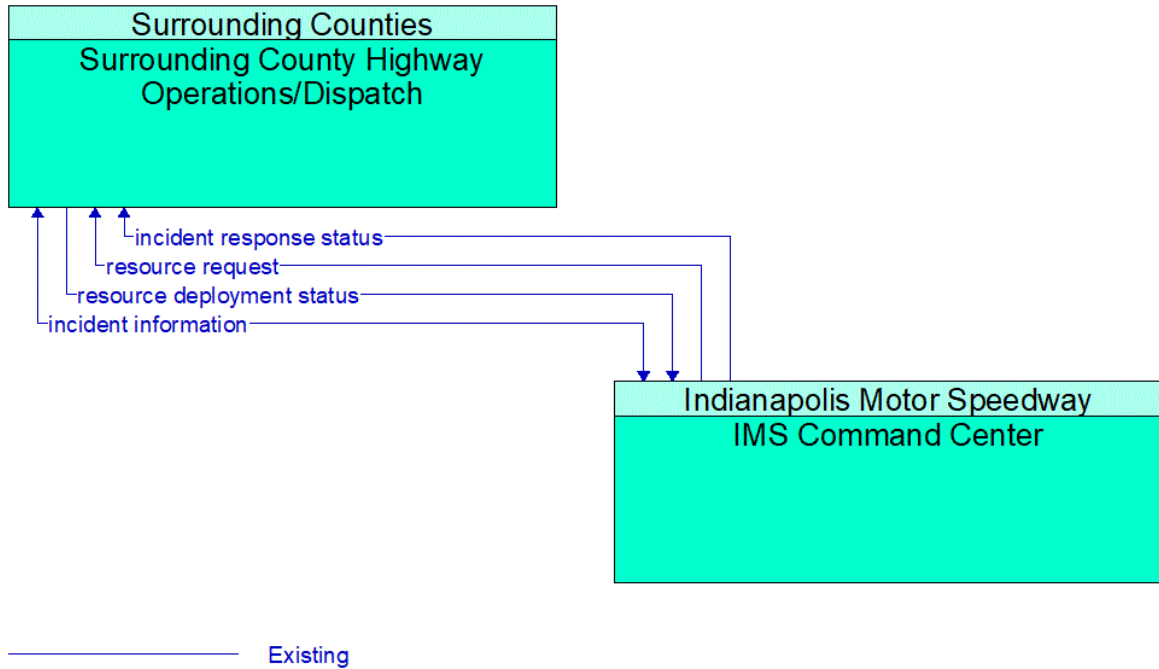 Surrounding Counties
Surrounding County Highway
Operations/Dispatch
incident response status
resource request
resource deployment status
incident information
Indianapolis Motor Speedway
IMS Command Center
Existing